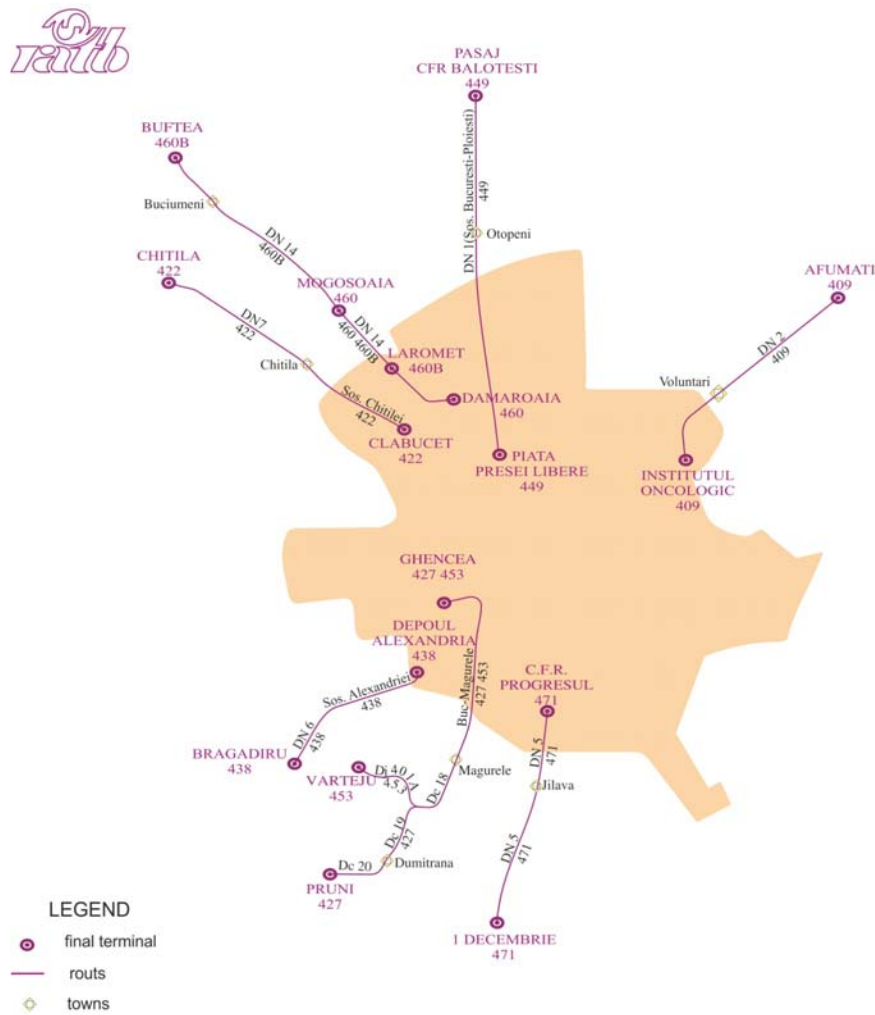 ratb
PASAJ
CFR BALOTESTI
449
BUFTEA
460B
DN 1(Sos. Bucuresti-Ploiesti)
449
Buciumeni
DN 14
460B
Otopeni
CHITILA
422
MOGOSOAIA
460
AFUMATI
409
DN7
422
DN 14
460 460B
DN 2
409
LAROMET
460B
Chitila
Voluntari
Sos. Chitilei
422
DAMAROAIA
460
CLABUCET
422
PIATA
PRESEI LIBERE
449
INSTITUTUL
ONCOLOGIC
409
GHENCEA
427 453
DEPOUL
ALEXANDRIA
438
Buc-Magurele
427 453
C.F.R.
PROGRESUL
471
Sos. Alexandriei
438
DN 6
438
BRAGADIRU
438
VARTEJU
453
Dj 401A
453
Dc 18
Magurele
DN 5
471
Jilava
Dc 19
427
DN 5
471
Dc 20
Dumitrana
PRUNI
427
1 DECEMBRIE
471
LEGEND
final terminal
routs
towns